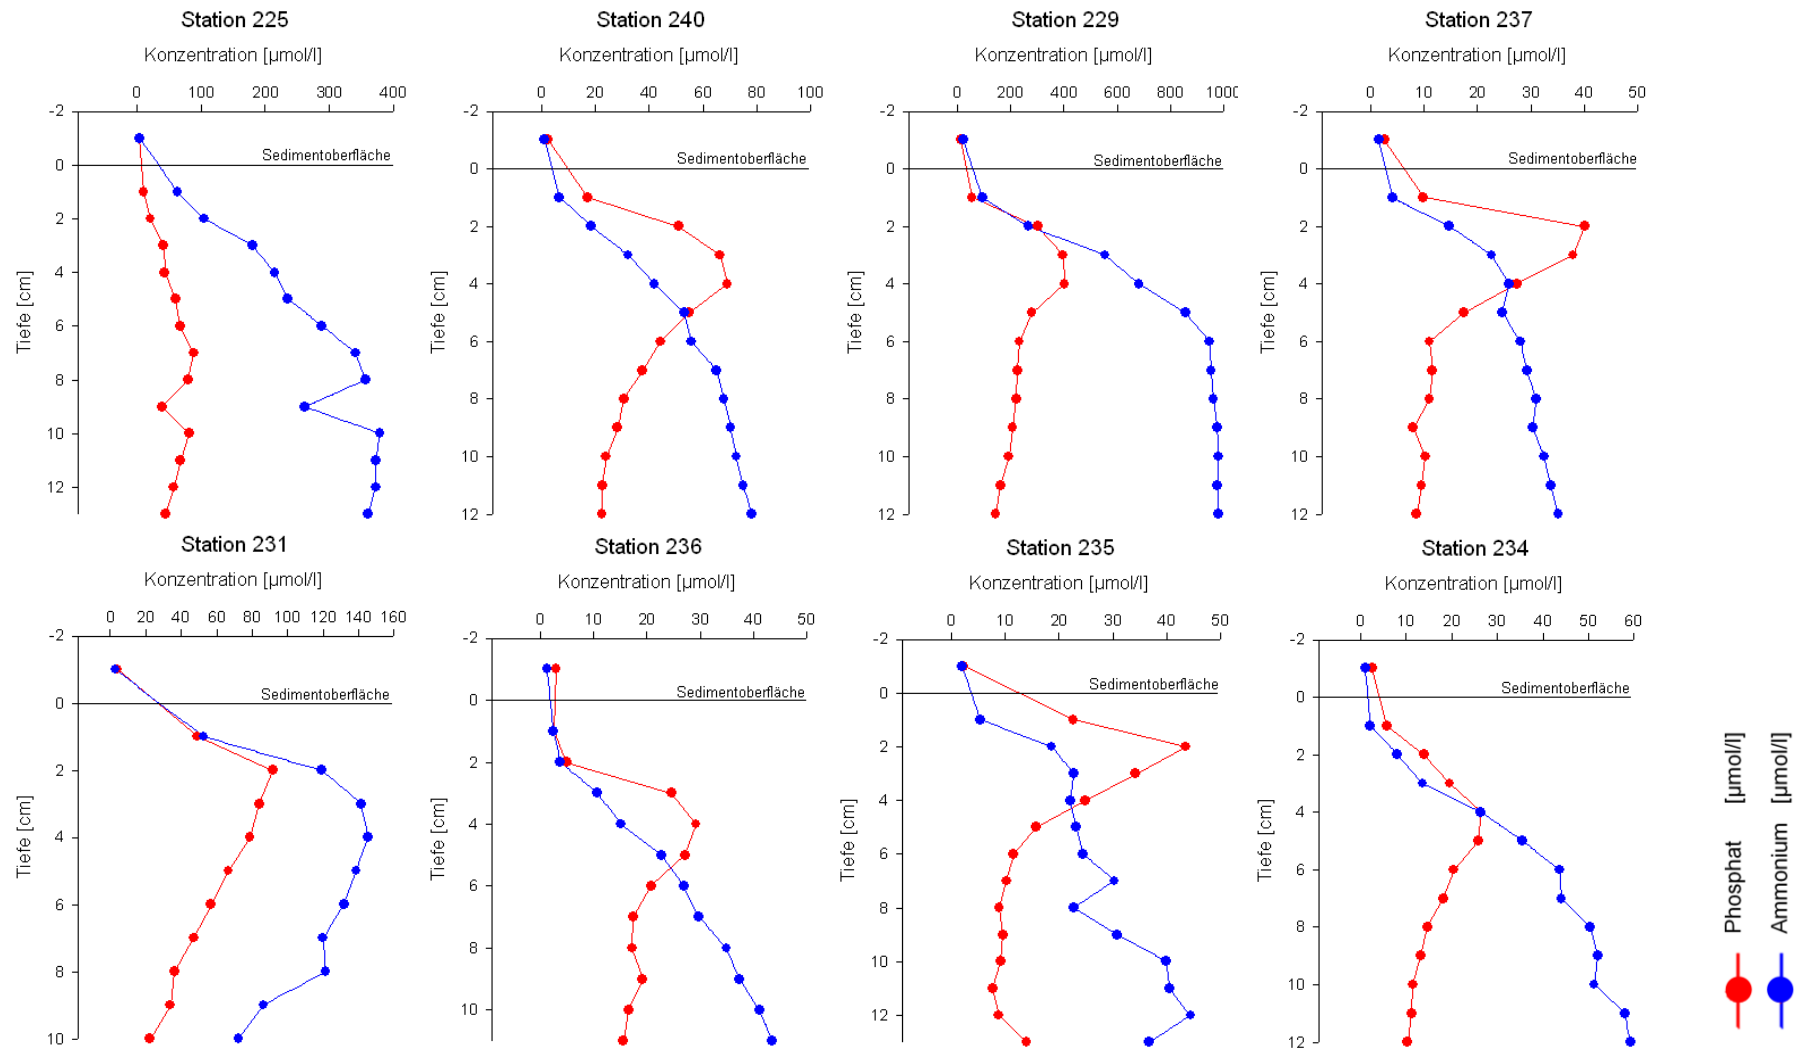 Station 225
Konzentration [µmol/l]
0 100 200 300 400
-2
0
2
4
6
8
10
12
Tiefe [cm]
Sedimentoberfläche
Station 240
Konzentration [µmol/l]
0 20 40 60 80 100
-2
0
2
4
6
8
10
12
Tiefe [cm]
Sedimentoberfläche
Station 229
Konzentration [µmol/l]
0 200 400 600 800 1000
-2
0
2
4
6
8
10
12
Tiefe [cm]
Sedimentoberfläche
Station 237
Konzentration [µmol/l]
0 10 20 30 40 50
-2
0
2
4
6
8
10
12
Tiefe [cm]
Sedimentoberfläche
Station 231
Konzentration [µmol/l]
0 20 40 60 80 100 120 140 160
-2
0
2
4
6
8
10
Tiefe [cm]
Sedimentoberfläche
Station 236
Konzentration [µmol/l]
0 10 20 30 40 50
-2
0
2
4
6
8
10
Tiefe [cm]
Sedimentoberfläche
Station 235
Konzentration [µmol/l]
0 10 20 30 40 50
-2
0
2
4
6
8
10
12
Tiefe [cm]
Sedimentoberfläche
Station 234
Konzentration [µmol/l]
0 10 20 30 40 50 60
-2
0
2
4
6
8
10
12
Tiefe [cm]
Sedimentoberfläche
Phosphat [µmol/l]
Ammonium [µmol/l]